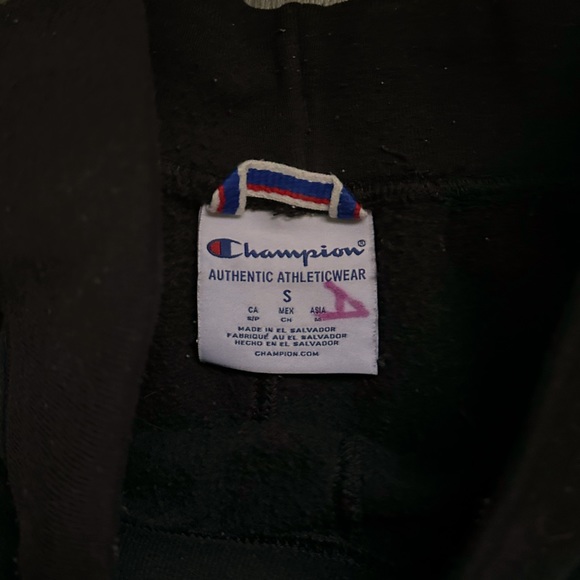 Champion®
AUTHENTIC ATHLETICWEAR
S
CA MEX ASIA
S/P CH M
MADE IN EL SALVADOR
FABRIQUÉ AU EL SALVADOR
HECHO EN EL SALVADOR
CHAMPION.COM